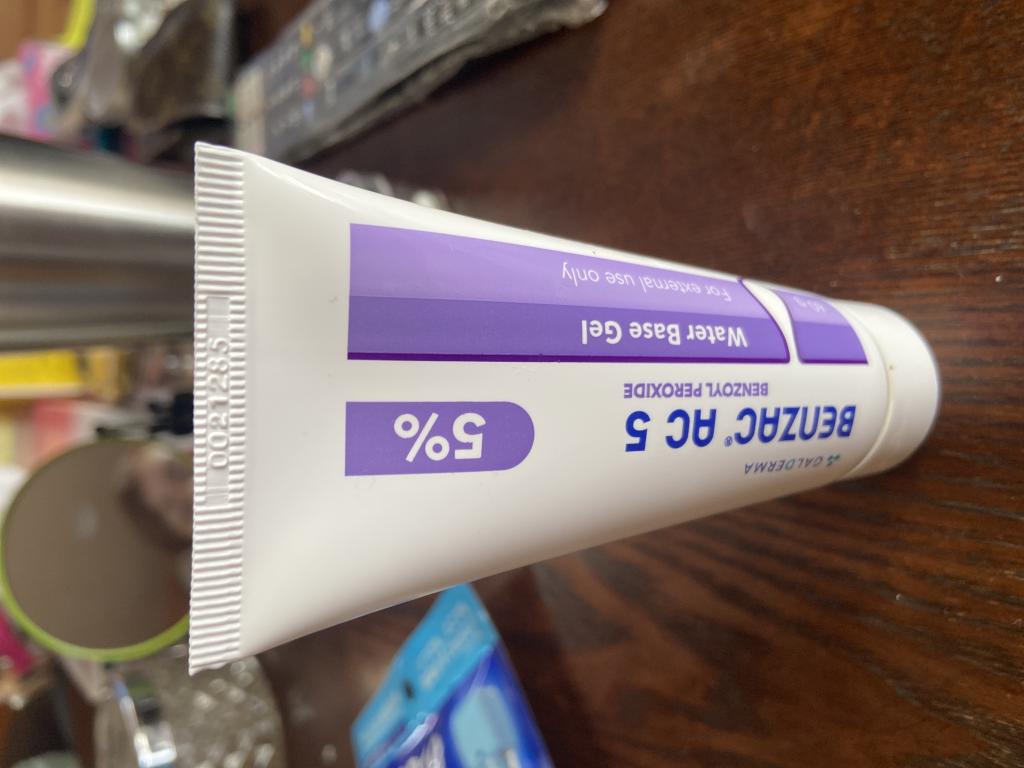 GALDERMA
BENZAC® AC 5
BENZOYL PEROXIDE
5%
Water Base Gel
For external use only
0021285